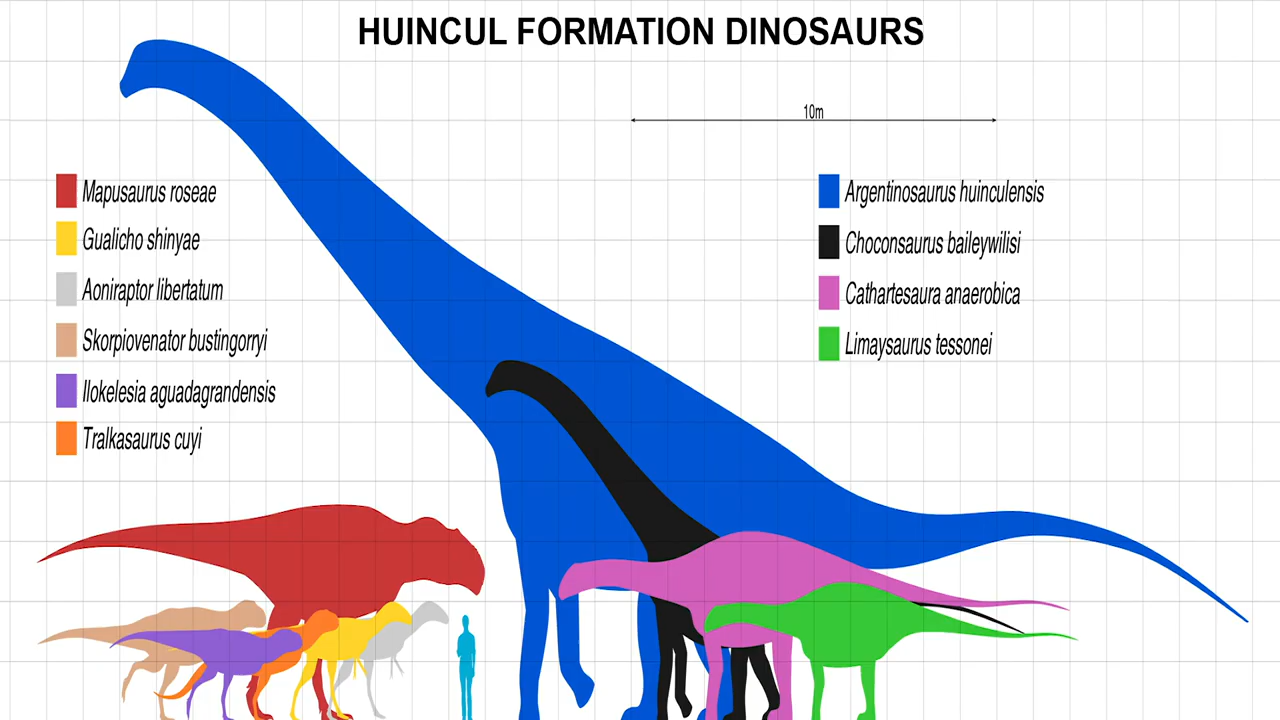 HUINCUL FORMATION DINOSAURS
10m
Mapusaurus roseae
Gualicho shinyae
Aoniraptor libertatum
Skorpiovenator bustingorryi
Ilokelesia aguadagrandensis
Tralkasaurus cuyi
Argentinosaurus huinculensis
Choconsaurus baileywilisi
Cathartesaura anaerobica
Limaysaurus tessonei